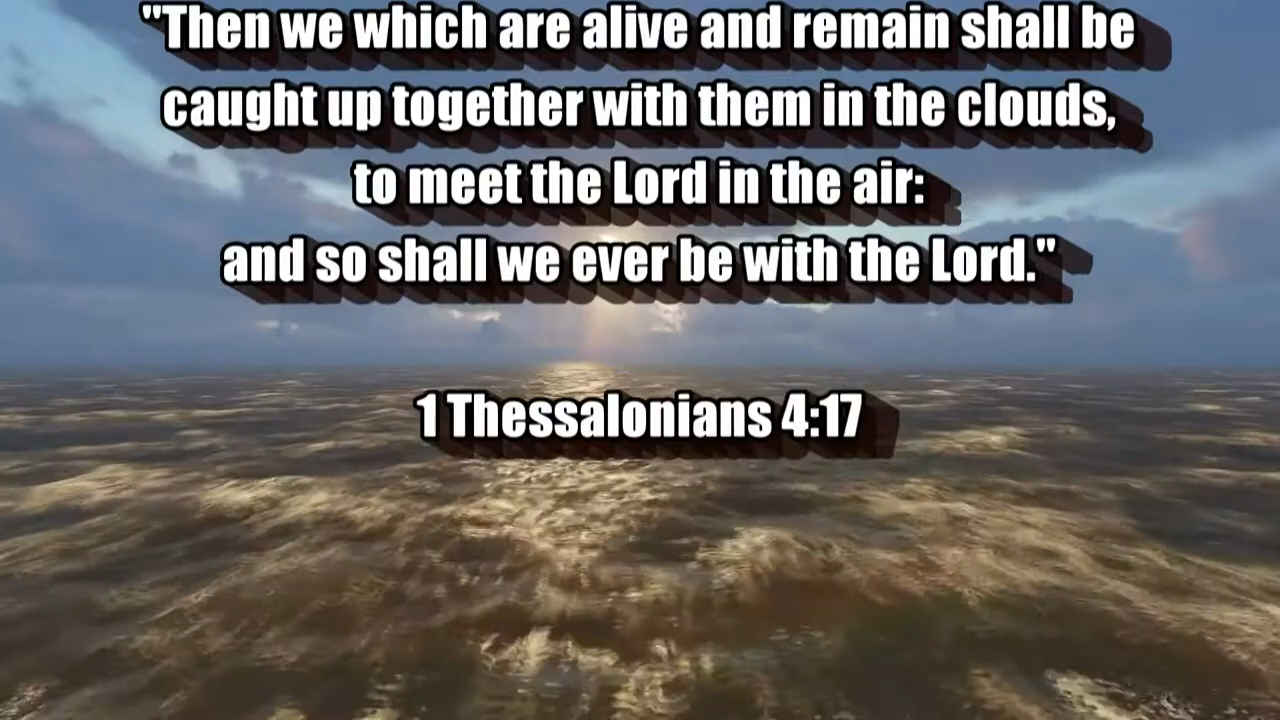 "Then we which are alive and remain shall be
caught up together with them in the clouds,
to meet the Lord in the air:
and so shall we ever be with the Lord."
1 Thessalonians 4:17